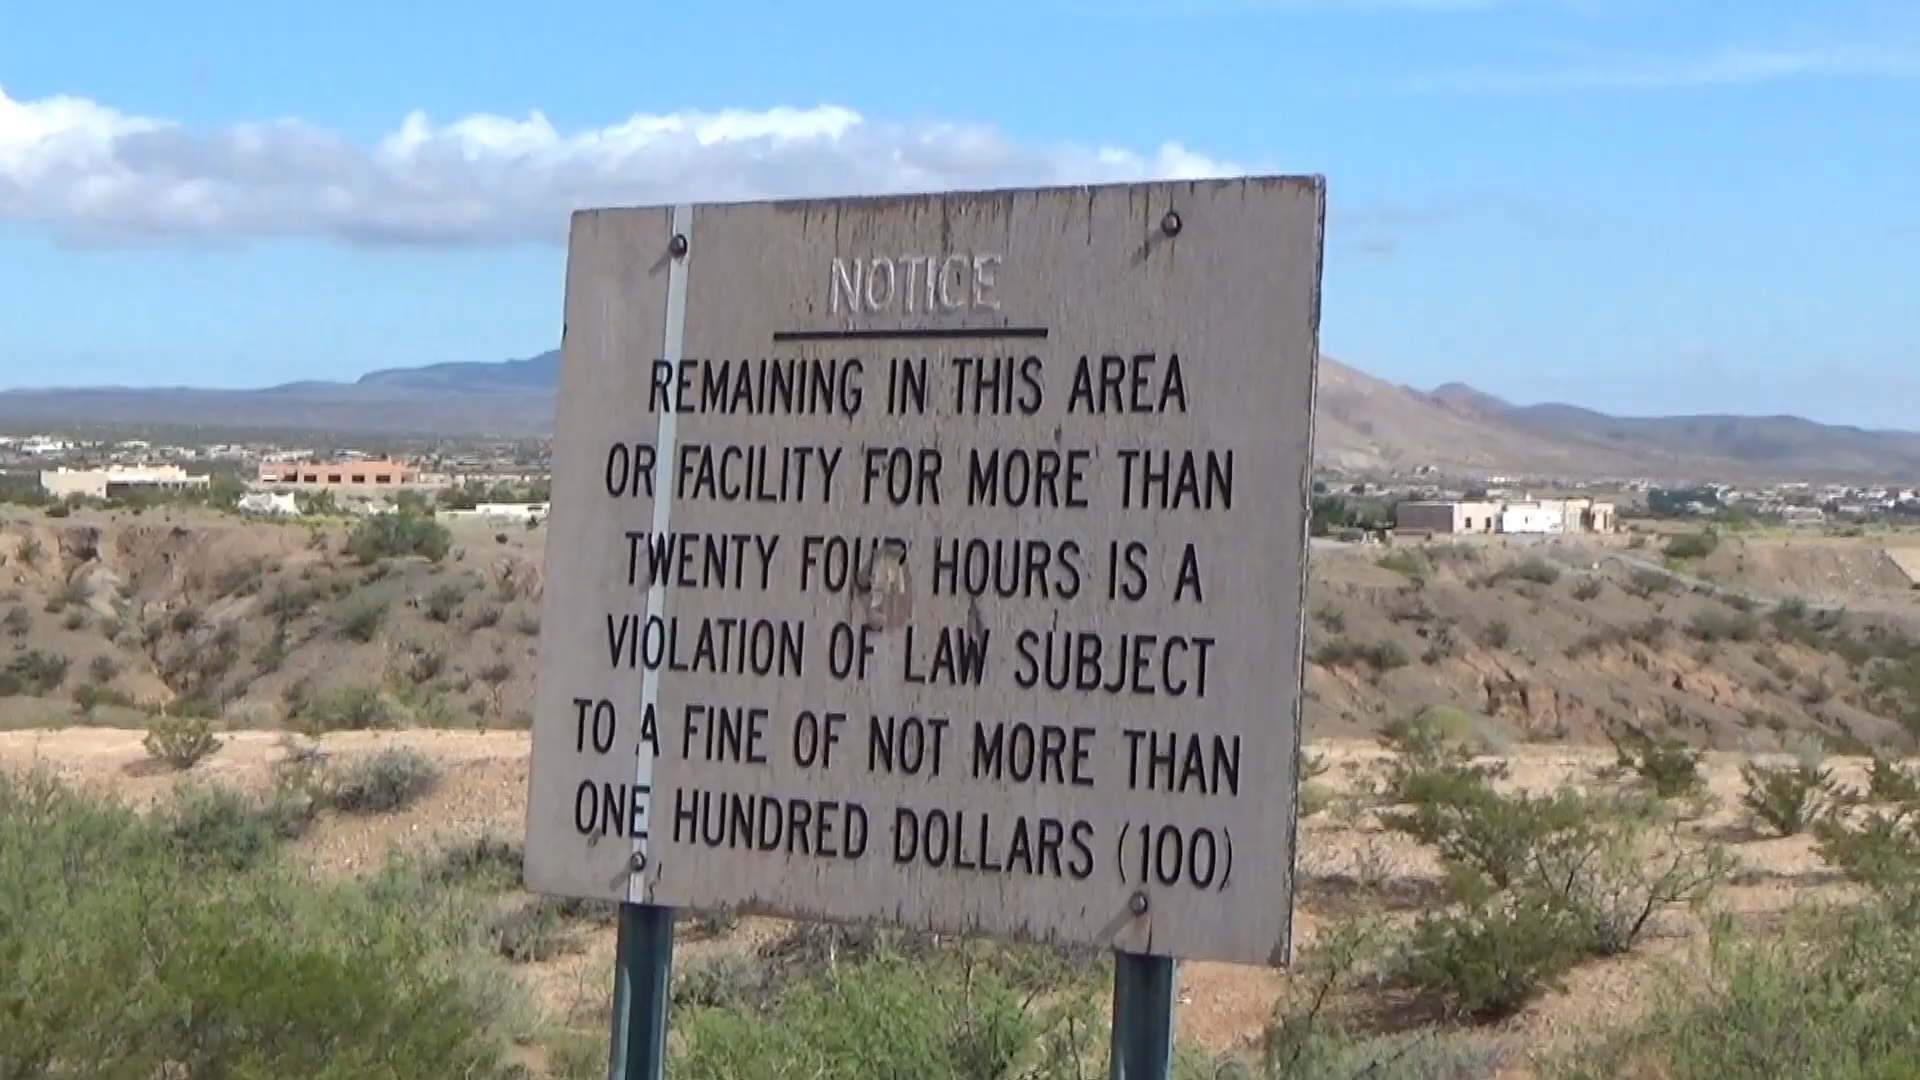 NOTICE
REMAINING IN THIS AREA
OR FACILITY FOR MORE THAN
TWENTY FOUR HOURS IS A
VIOLATION OF LAW SUBJECT
TO A FINE OF NOT MORE THAN
ONE HUNDRED DOLLARS (100)